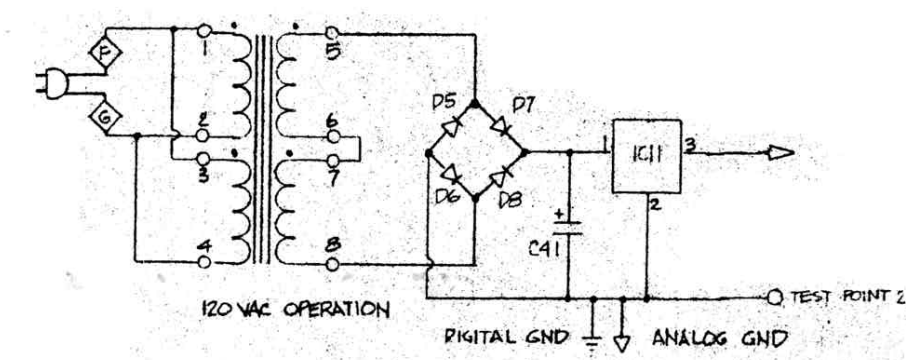 F
G
1
2
3
4
5
6
7
8
D5
D7
D6
D8
+
C41
1
IC11
3
2
120 VAC OPERATION
DIGITAL GND
ANALOG GND
TEST POINT 2